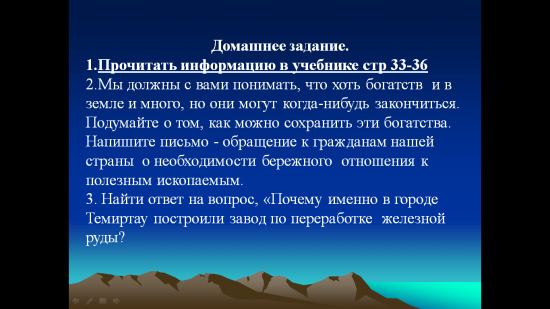 Домашнее задание.
1.Прочитать информацию в учебнике стр 33-36
2.Мы должны с вами понимать, что хоть богатств и в
земле и много, но они могут когда-нибудь закончиться.
Подумайте о том, как можно сохранить эти богатства.
Напишите письмо - обращение к гражданам нашей
страны о необходимости бережного отношения к
полезным ископаемым.
3. Найти ответ на вопрос, «Почему именно в городе
Темиртау построили завод по переработке железной
руды?